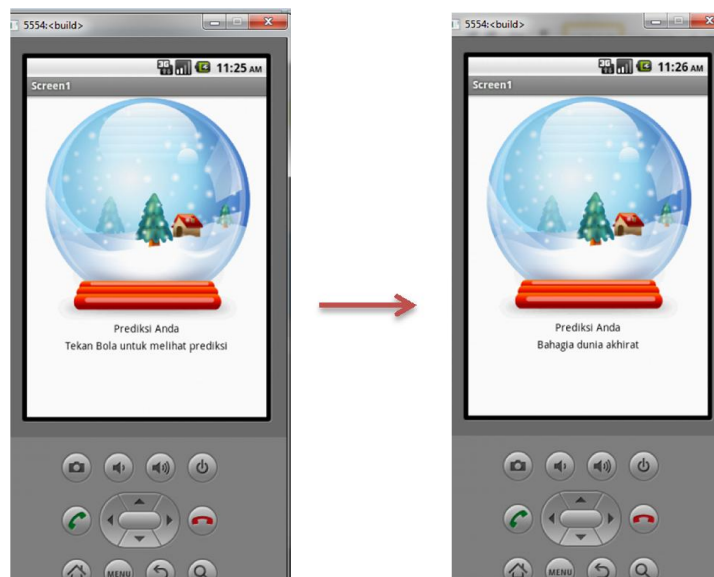 5554:<build>
11:25 AM
Screen1
Prediksi Anda
Tekan Bola untuk melihat prediksi
MENU
5554:<build>
11:26 AM
Screen1
Prediksi Anda
Bahagia dunia akhirat
MENU